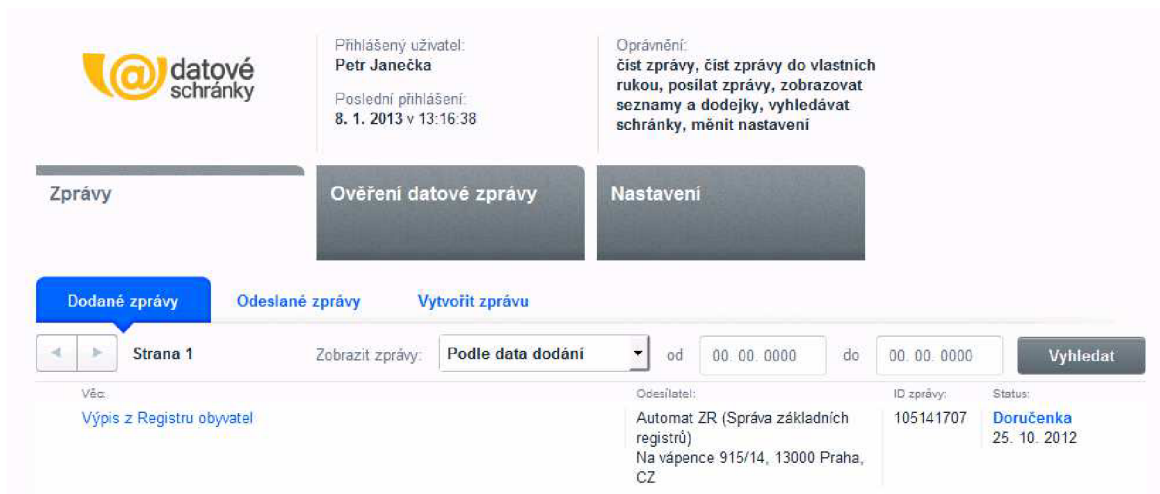 datové
schránky
Přihlášený uživatel:
Petr Janečka
Poslední přihlášení:
8. 1. 2013 v 13:16:38
Oprávnění:
číst zprávy, číst zprávy do vlastních
rukou, posílat zprávy, zobrazovat
seznamy a dodejky, vyhledávat
schránky, měnit nastavení
Zprávy
Ověření datové zprávy
Nastavení
Dodané zprávy
Odeslané zprávy
Vytvořit zprávu
Strana 1
Zobrazit zprávy:
Podle data dodání
od
00. 00. 0000
do
00. 00. 0000
Vyhledat
Věc:
Odesílatel:
ID zprávy:
Status:
Výpis z Registru obyvatel
Automat ZR (Správa základních
registrů)
Na vápence 915/14, 13000 Praha,
CZ
105141707
Doručenka
25. 10. 2012